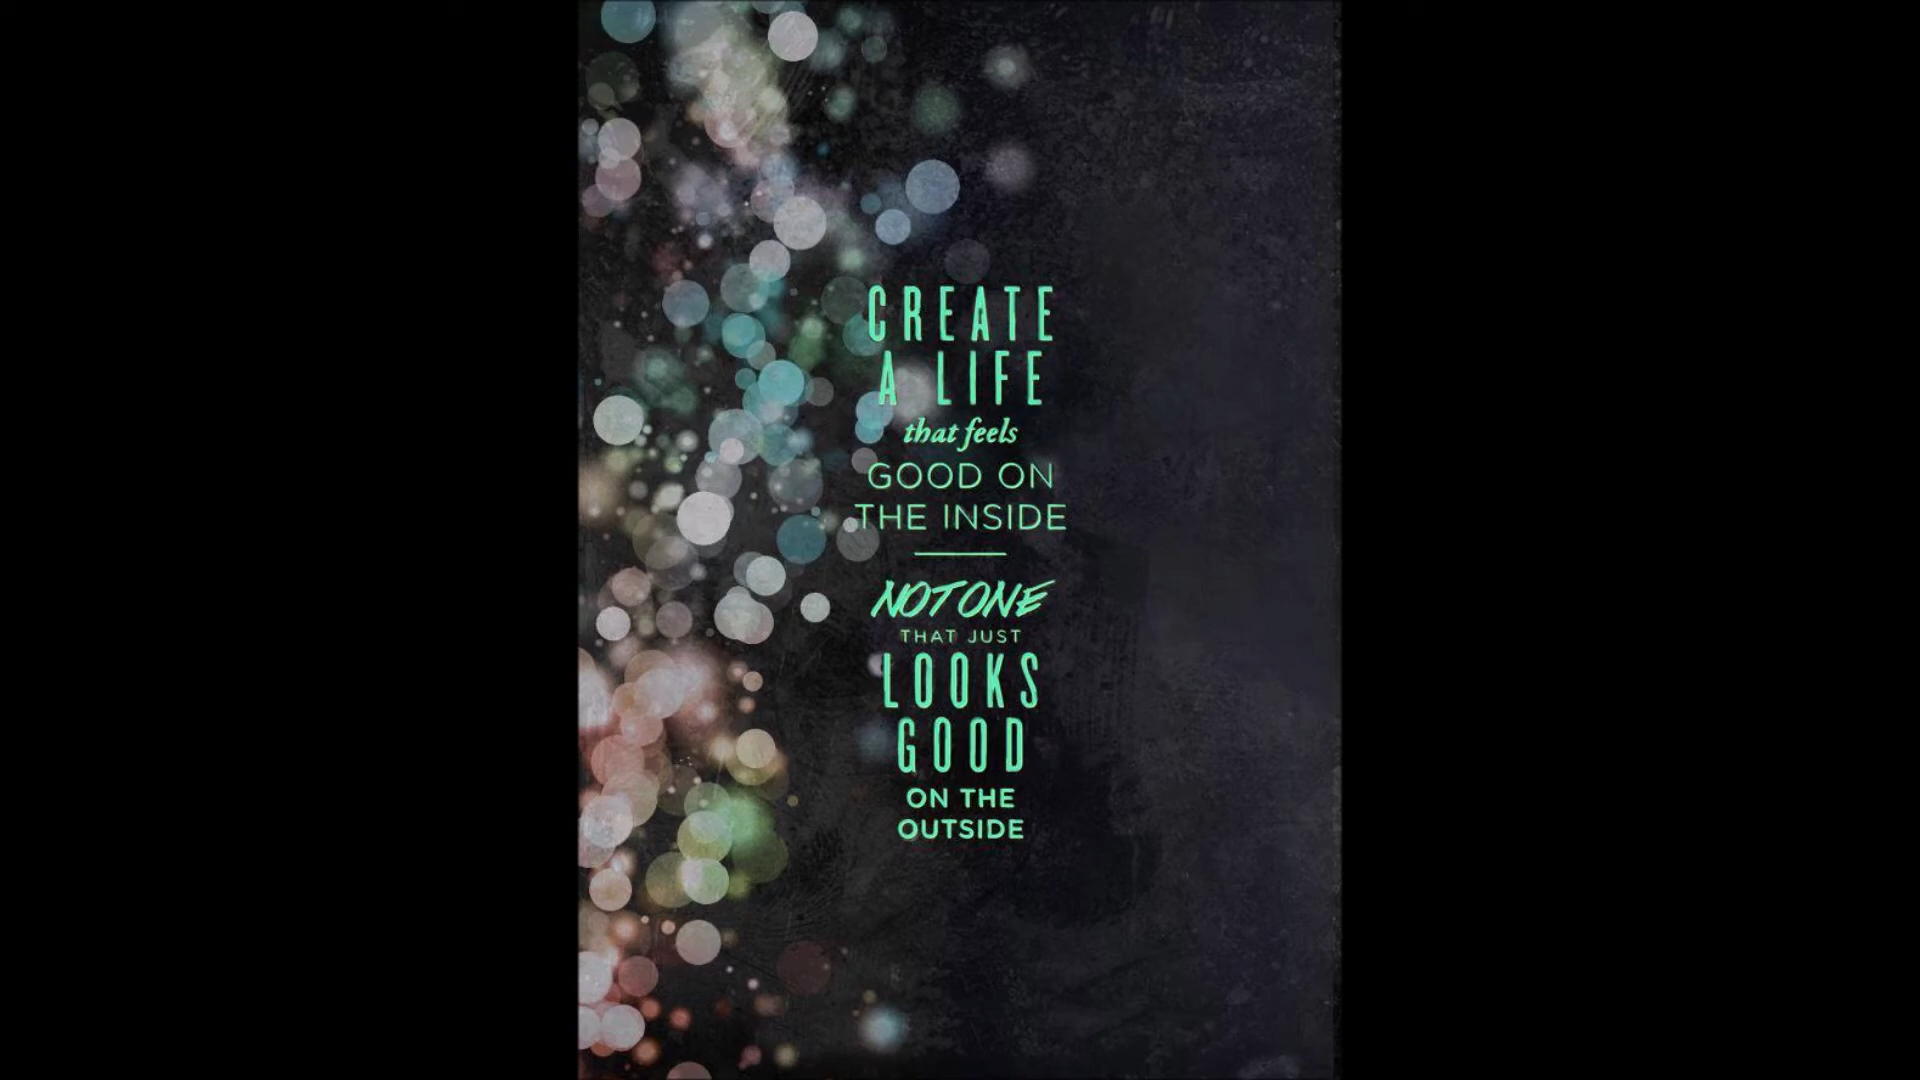 CREATE
A LIFE
that feels
GOOD ON
THE INSIDE
NOT ONE
THAT JUST
LOOKS
GOOD
ON THE
OUTSIDE